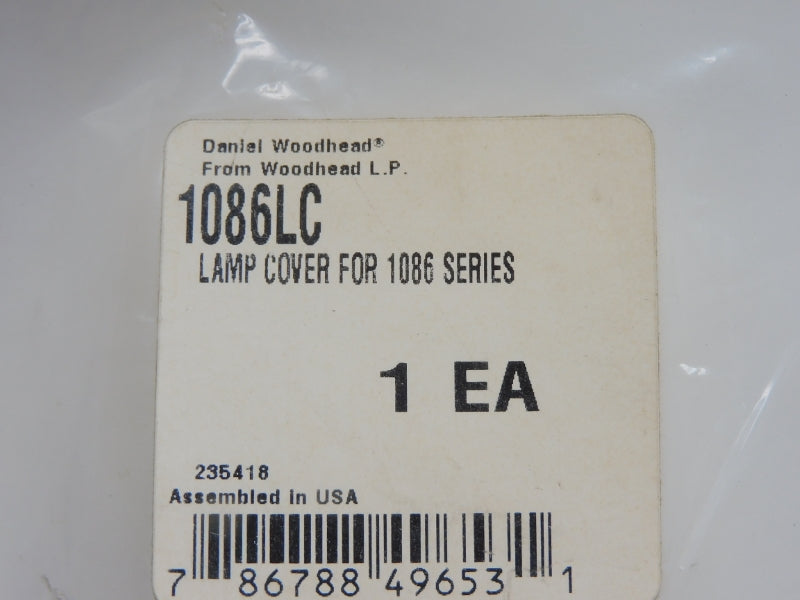 Daniel Woodhead®
From Woodhead L.P.
1086LC
LAMP COVER FOR 1086 SERIES
1 EA
235418
Assembled in USA
7 86788 49653 1